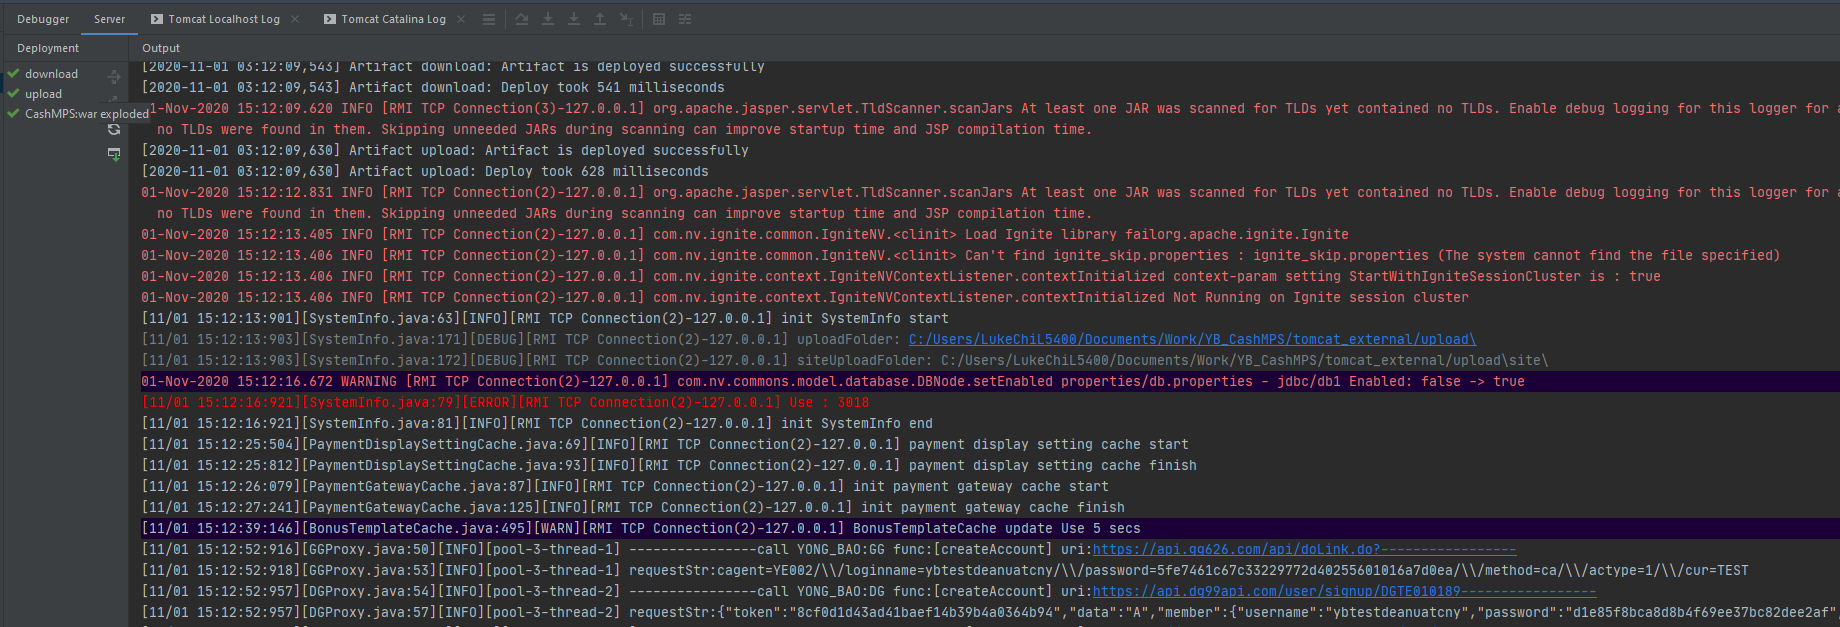 Debugger Server Tomcat Localhost Log Tomcat Catalina Log
Deployment
Output
download
upload
CashMPS:war exploded
[2020-11-01 03:12:09,543] Artifact download: Artifact is deployed successfully
[2020-11-01 03:12:09,543] Artifact download: Deploy took 541 milliseconds
1-Nov-2020 15:12:09.620 INFO [RMI TCP Connection(3)-127.0.0.1] org.apache.jasper.servlet.TldScanner.scanJars At least one JAR was scanned for TLDs yet contained no TLDs. Enable debug logging for this logger for a
no TLDs were found in them. Skipping unneeded JARs during scanning can improve startup time and JSP compilation time.
[2020-11-01 03:12:09,630] Artifact upload: Artifact is deployed successfully
[2020-11-01 03:12:09,630] Artifact upload: Deploy took 628 milliseconds
01-Nov-2020 15:12:12.831 INFO [RMI TCP Connection(2)-127.0.0.1] org.apache.jasper.servlet.TldScanner.scanJars At least one JAR was scanned for TLDs yet contained no TLDs. Enable debug logging for this logger for a
no TLDs were found in them. Skipping unneeded JARs during scanning can improve startup time and JSP compilation time.
01-Nov-2020 15:12:13.405 INFO [RMI TCP Connection(2)-127.0.0.1] com.nv.ignite.common.IgniteNV.<clinit> Load Ignite library failorg.apache.ignite.Ignite
01-Nov-2020 15:12:13.406 INFO [RMI TCP Connection(2)-127.0.0.1] com.nv.ignite.common.IgniteNV.<clinit> Can't find ignite_skip.properties : ignite_skip.properties (The system cannot find the file specified)
01-Nov-2020 15:12:13.406 INFO [RMI TCP Connection(2)-127.0.0.1] com.nv.ignite.context.IgniteNVContextListener.contextInitialized context-param setting StartWithIgniteSessionCluster is : true
01-Nov-2020 15:12:13.406 INFO [RMI TCP Connection(2)-127.0.0.1] com.nv.ignite.context.IgniteNVContextListener.contextInitialized Not Running on Ignite session cluster
[11/01 15:12:13:901][SystemInfo.java:63][INFO][RMI TCP Connection(2)-127.0.0.1] init SystemInfo start
[11/01 15:12:13:903][SystemInfo.java:171][DEBUG][RMI TCP Connection(2)-127.0.0.1] uploadFolder: C:/Users/LukeChiL5400/Documents/Work/YB_CashMPS/tomcat_external/upload\
[11/01 15:12:13:903][SystemInfo.java:172][DEBUG][RMI TCP Connection(2)-127.0.0.1] siteUploadFolder: C:/Users/LukeChiL5400/Documents/Work/YB_CashMPS/tomcat_external/upload\site\
01-Nov-2020 15:12:16.672 WARNING [RMI TCP Connection(2)-127.0.0.1] com.nv.commons.model.database.DBNode.setEnabled properties/db.properties - jdbc/db1 Enabled: false -> true
[11/01 15:12:16:921][SystemInfo.java:79][ERROR][RMI TCP Connection(2)-127.0.0.1] Use : 3018
[11/01 15:12:16:921][SystemInfo.java:81][INFO][RMI TCP Connection(2)-127.0.0.1] init SystemInfo end
[11/01 15:12:25:504][PaymentDisplaySettingCache.java:69][INFO][RMI TCP Connection(2)-127.0.0.1] payment display setting cache start
[11/01 15:12:25:812][PaymentDisplaySettingCache.java:93][INFO][RMI TCP Connection(2)-127.0.0.1] payment display setting cache finish
[11/01 15:12:26:079][PaymentGatewayCache.java:87][INFO][RMI TCP Connection(2)-127.0.0.1] init payment gateway cache start
[11/01 15:12:27:241][PaymentGatewayCache.java:125][INFO][RMI TCP Connection(2)-127.0.0.1] init payment gateway cache finish
[11/01 15:12:39:146][BonusTemplateCache.java:495][WARN][RMI TCP Connection(2)-127.0.0.1] BonusTemplateCache update Use 5 secs
[11/01 15:12:52:916][GGProxy.java:50][INFO][pool-3-thread-1] ----------------call YONG_BAO:GG func:[createAccount] uri:https://api.gg626.com/api/doLink.do?-----------------
[11/01 15:12:52:918][GGProxy.java:53][INFO][pool-3-thread-1] requestStr:cagent=YE002/\\/loginname=ybtestdeanuatcny/\\/password=5fe7461c67c33229772d40255601016a7d0ea/\\/method=ca/\\/actype=1/\\/cur=TEST
[11/01 15:12:52:957][DGProxy.java:54][INFO][pool-3-thread-2] ----------------call YONG_BAO:DG func:[createAccount] uri:https://api.dg99api.com/user/signup/DGTE010189-----------------
[11/01 15:12:52:957][DGProxy.java:57][INFO][pool-3-thread-2] requestStr:{"token":"8cf0d1d43ad41baef14b39b4a0364b94","data":"A","member":{"username":"ybtestdeanuatcny","password":"d1e85f8bca8d8b4f69ee37bc82dee2af"